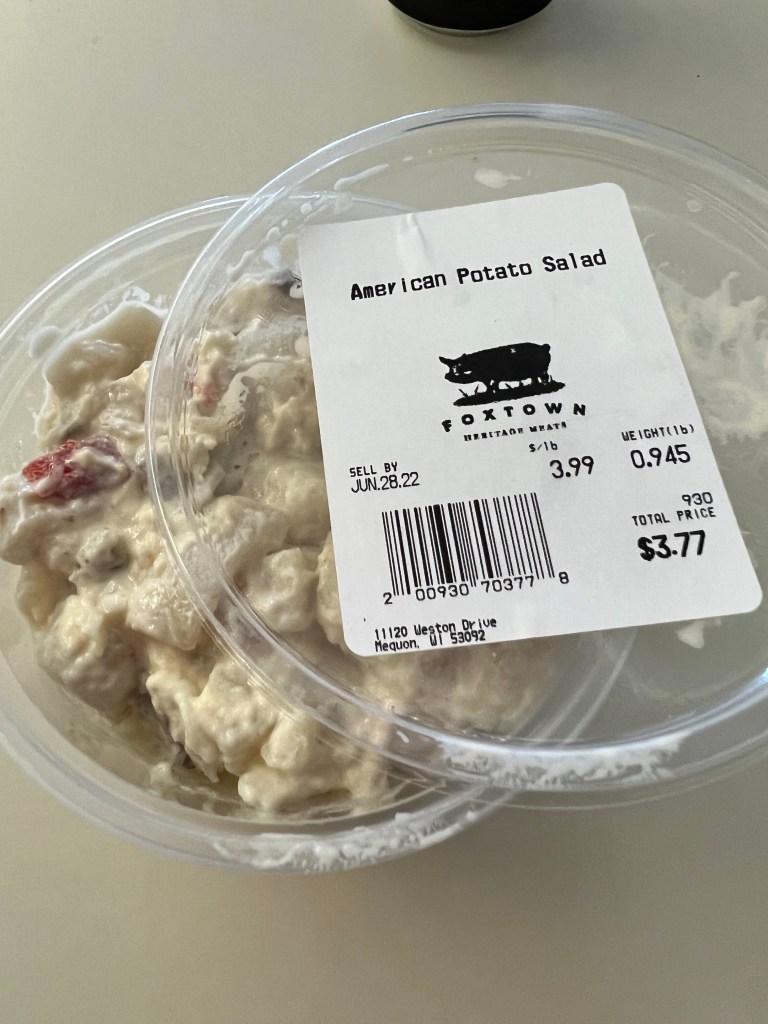 American Potato Salad
FOXTOWN
HERITAGE MEATS
SELL BY
JUN.28.22
$/lb
3.99
WEIGHT(lb)
0.945
930
TOTAL PRICE
$3.77
2 00930 70377 8
11120 Weston Drive
Mequon, WI 53092